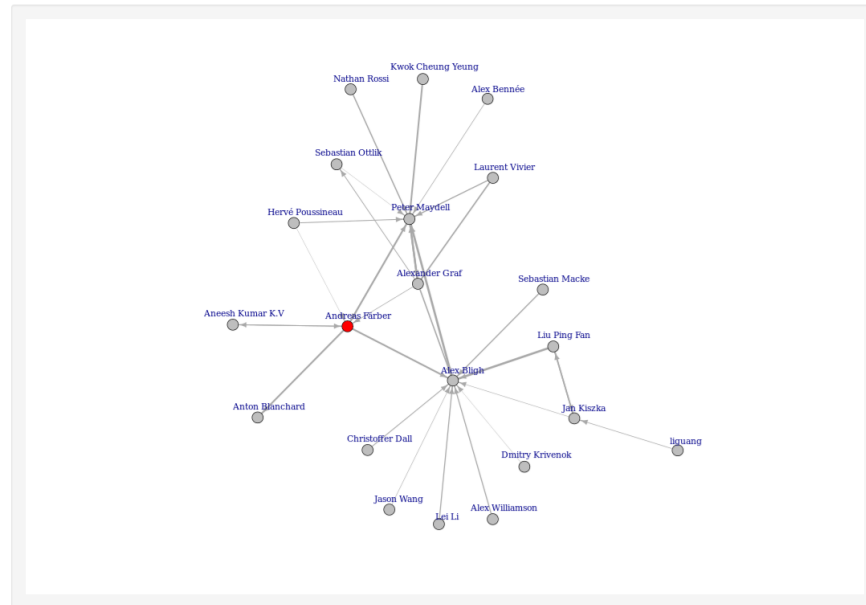 Kwok Cheung Yeung
Nathan Rossi
Alex Bennée
Sebastian Ottlik
Laurent Vivier
Peter Maydell
Hervé Poussineau
Alexander Graf
Sebastian Macke
Aneesh Kumar K.V
Andreas Färber
Liu Ping Fan
Alex Bligh
Anton Blanchard
Jan Kiszka
Christoffer Dall
liguang
Dmitry Krivenok
Jason Wang
Alex Williamson
Lei Li